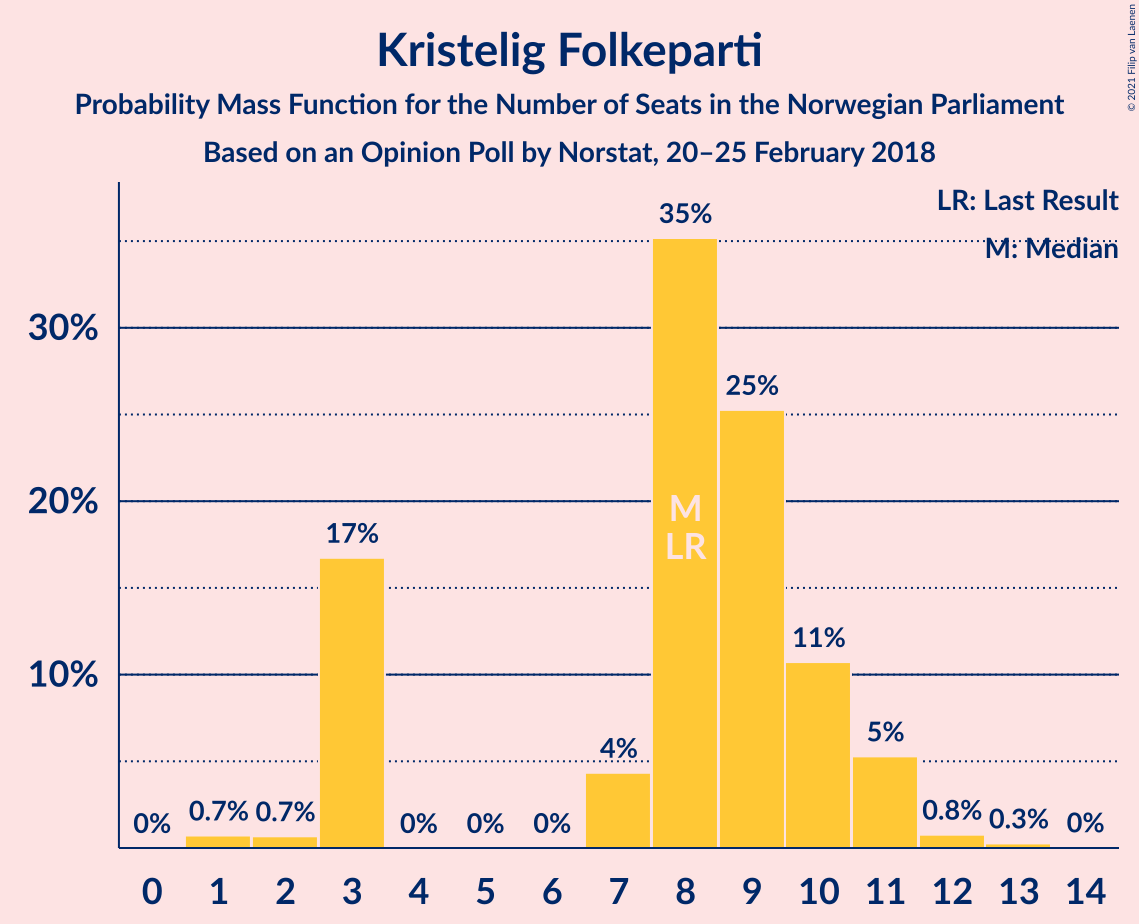 Kristelig Folkeparti
Probability Mass Function for the Number of Seats in the Norwegian Parliament
Based on an Opinion Poll by Norstat, 20–25 February 2018
© 2021 Filip van Laenen
LR: Last Result
M: Median
30%
20%
10%
0%
0.7%
0.7%
17%
0%
0%
0%
4%
35%
25%
11%
5%
0.8%
0.3%
0%
M
LR
0 1 2 3 4 5 6 7 8 9 10 11 12 13 14